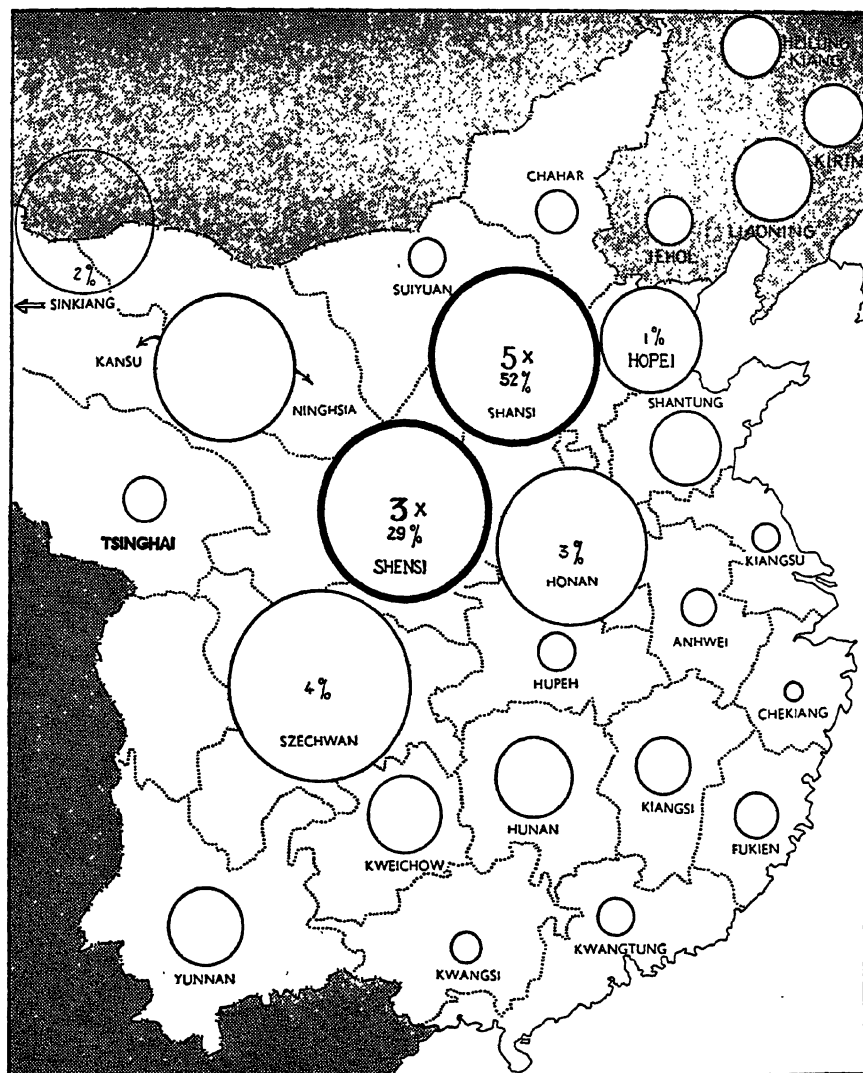 HEILUNG
KIANG
KIRIN
CHAHAR
LIAONING
JEHOL
2%
SINKIANG
SUIYUAN
KANSU
NINGHSIA
5 x
52%
SHANSI
1%
HOPEI
SHANTUNG
3 x
29%
SHENSI
3%
HONAN
TSINGHAI
KIANGSU
ANHWEI
HUPEH
CHEKIANG
4%
SZECHWAN
KWEICHOW
HUNAN
KIANGSI
FUKIEN
YUNNAN
KWANGSI
KWANGTUNG